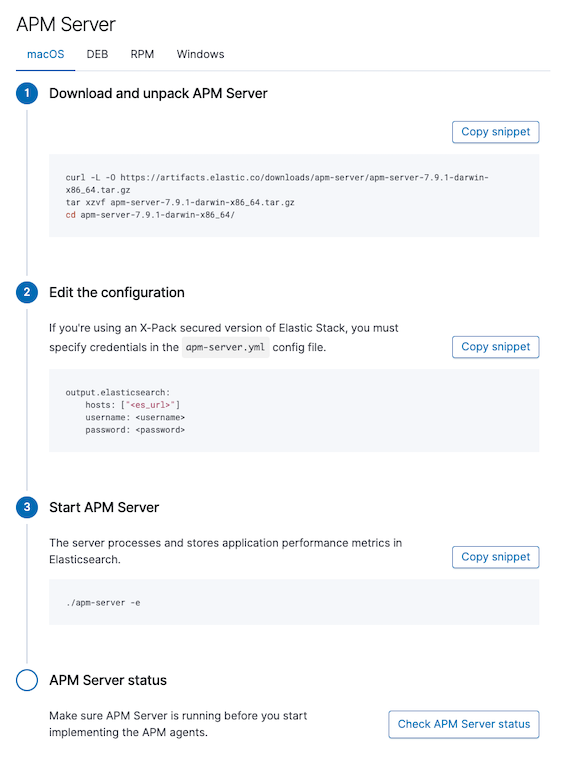 APM Server
macOS DEB RPM Windows
1 Download and unpack APM Server
Copy snippet
curl -L -O https://artifacts.elastic.co/downloads/apm-server/apm-server-7.9.1-darwin-
x86_64.tar.gz
tar xzvf apm-server-7.9.1-darwin-x86_64.tar.gz
cd apm-server-7.9.1-darwin-x86_64/
2 Edit the configuration
If you're using an X-Pack secured version of Elastic Stack, you must
specify credentials in the apm-server.yml config file.
Copy snippet
output.elasticsearch:
    hosts: ["<es_url>"]
    username: <username>
    password: <password>
3 Start APM Server
The server processes and stores application performance metrics in
Elasticsearch.
Copy snippet
./apm-server -e
APM Server status
Make sure APM Server is running before you start
implementing the APM agents.
Check APM Server status